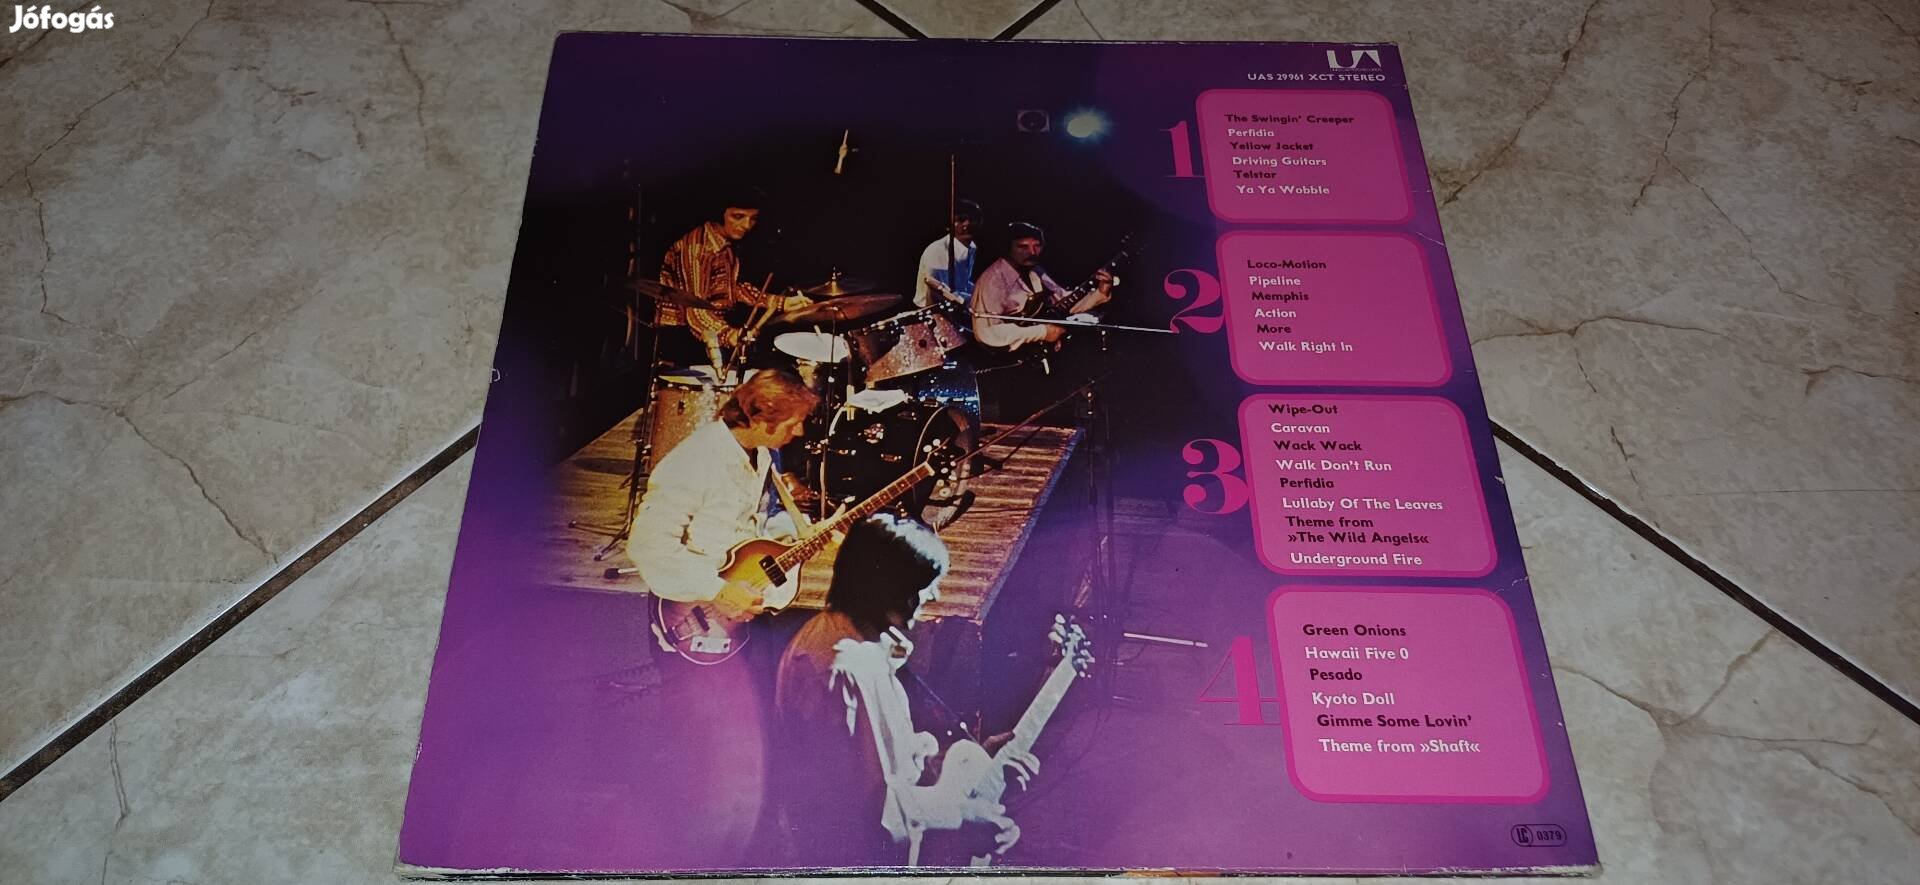 Jófogás
UA
UAS 29961 XCT STEREO
1
The Swingin' Creeper
Perfidia
Yellow Jacket
Driving Guitars
Telstar
Ya Ya Wobble
2
Loco-Motion
Pipeline
Memphis
Action
More
Walk Right In
3
Wipe-Out
Caravan
Wack Wack
Walk Don't Run
Perfidia
Lullaby Of The Leaves
Theme from
»The Wild Angels«
Underground Fire
4
Green Onions
Hawaii Five 0
Pesado
Kyoto Doll
Gimme Some Lovin'
Theme from »Shaft«
LC 0379